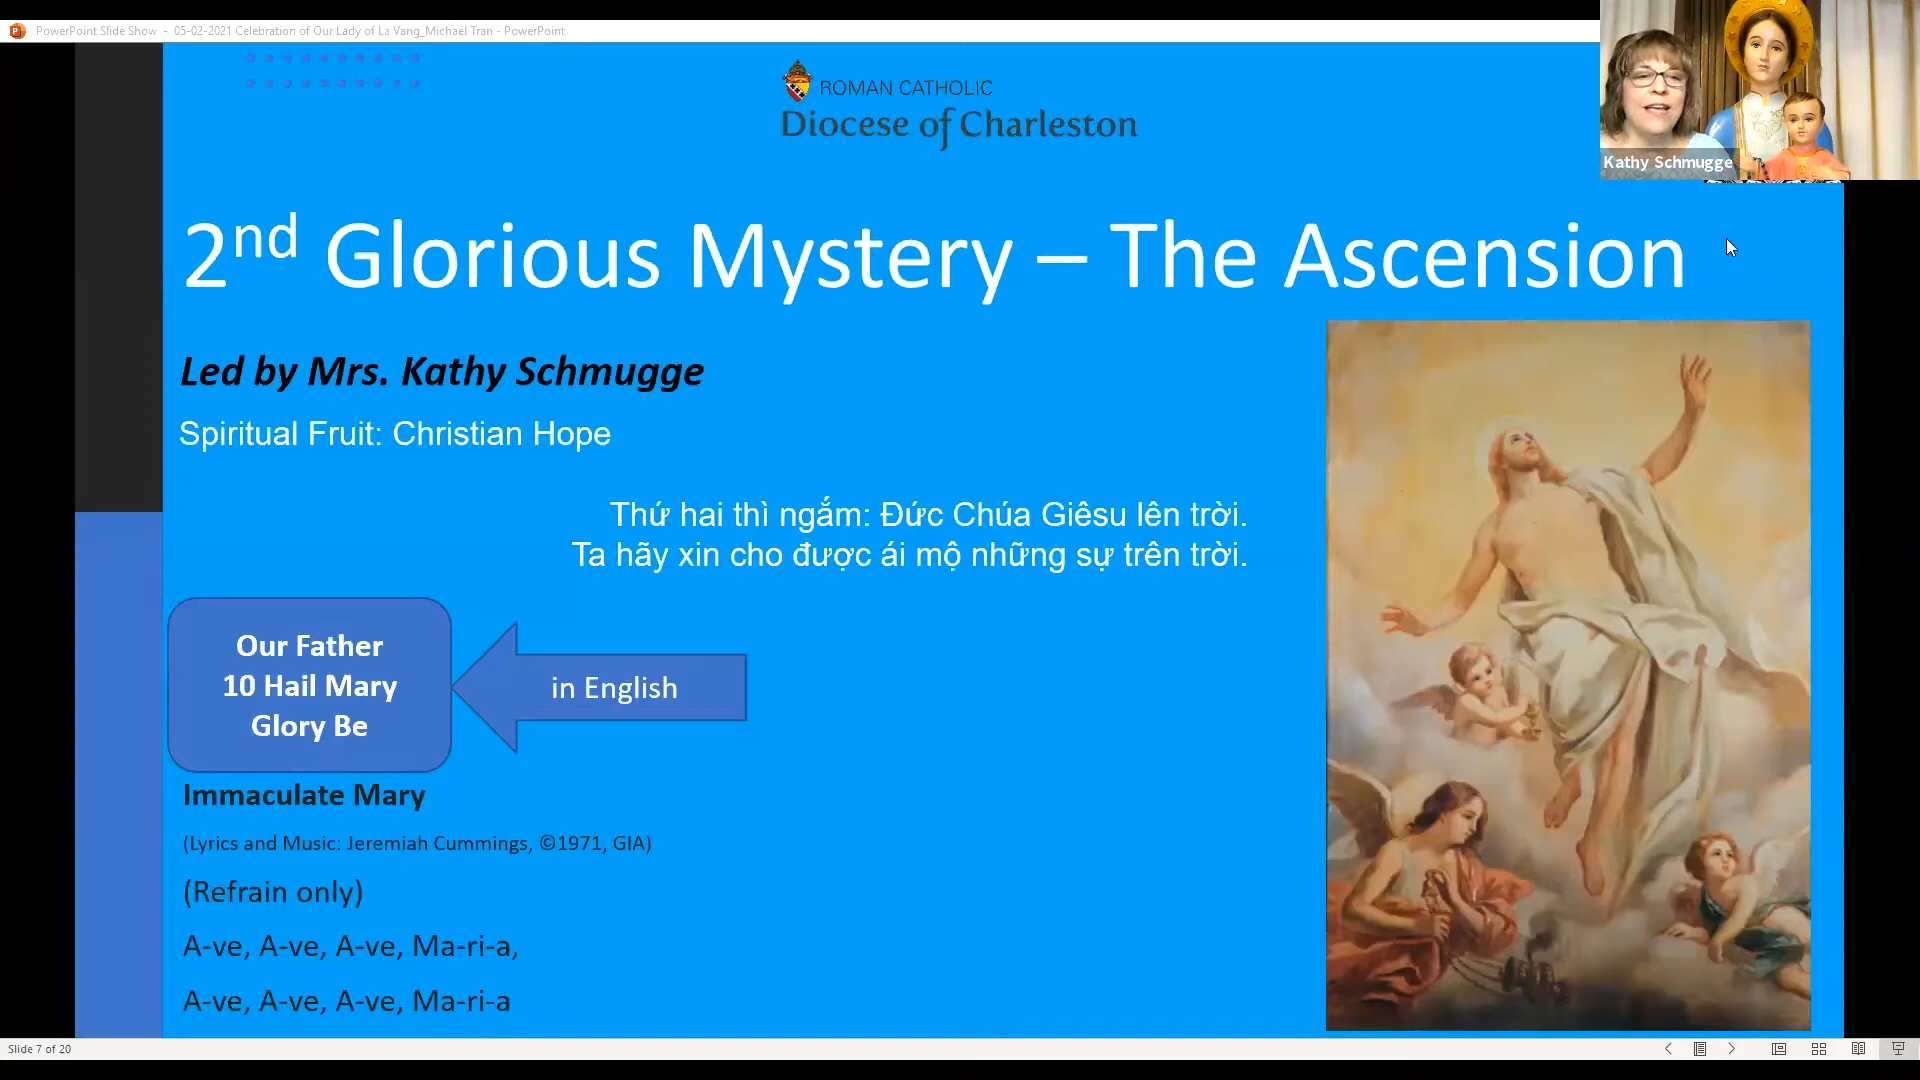 PowerPoint Slide Show - 05-02-2021 Celebration of Our Lady of La Vang_Michael Tran - PowerPoint
ROMAN CATHOLIC
Diocese of Charleston
Kathy Schmugge
2nd Glorious Mystery – The Ascension
Led by Mrs. Kathy Schmugge
Spiritual Fruit: Christian Hope
Thứ hai thì ngắm: Đức Chúa Giêsu lên trời.
Ta hãy xin cho được ái mộ những sự trên trời.
Our Father
10 Hail Mary
Glory Be
in English
Immaculate Mary
(Lyrics and Music: Jeremiah Cummings, ©1971, GIA)
(Refrain only)
A-ve, A-ve, A-ve, Ma-ri-a,
A-ve, A-ve, A-ve, Ma-ri-a
Slide 7 of 20